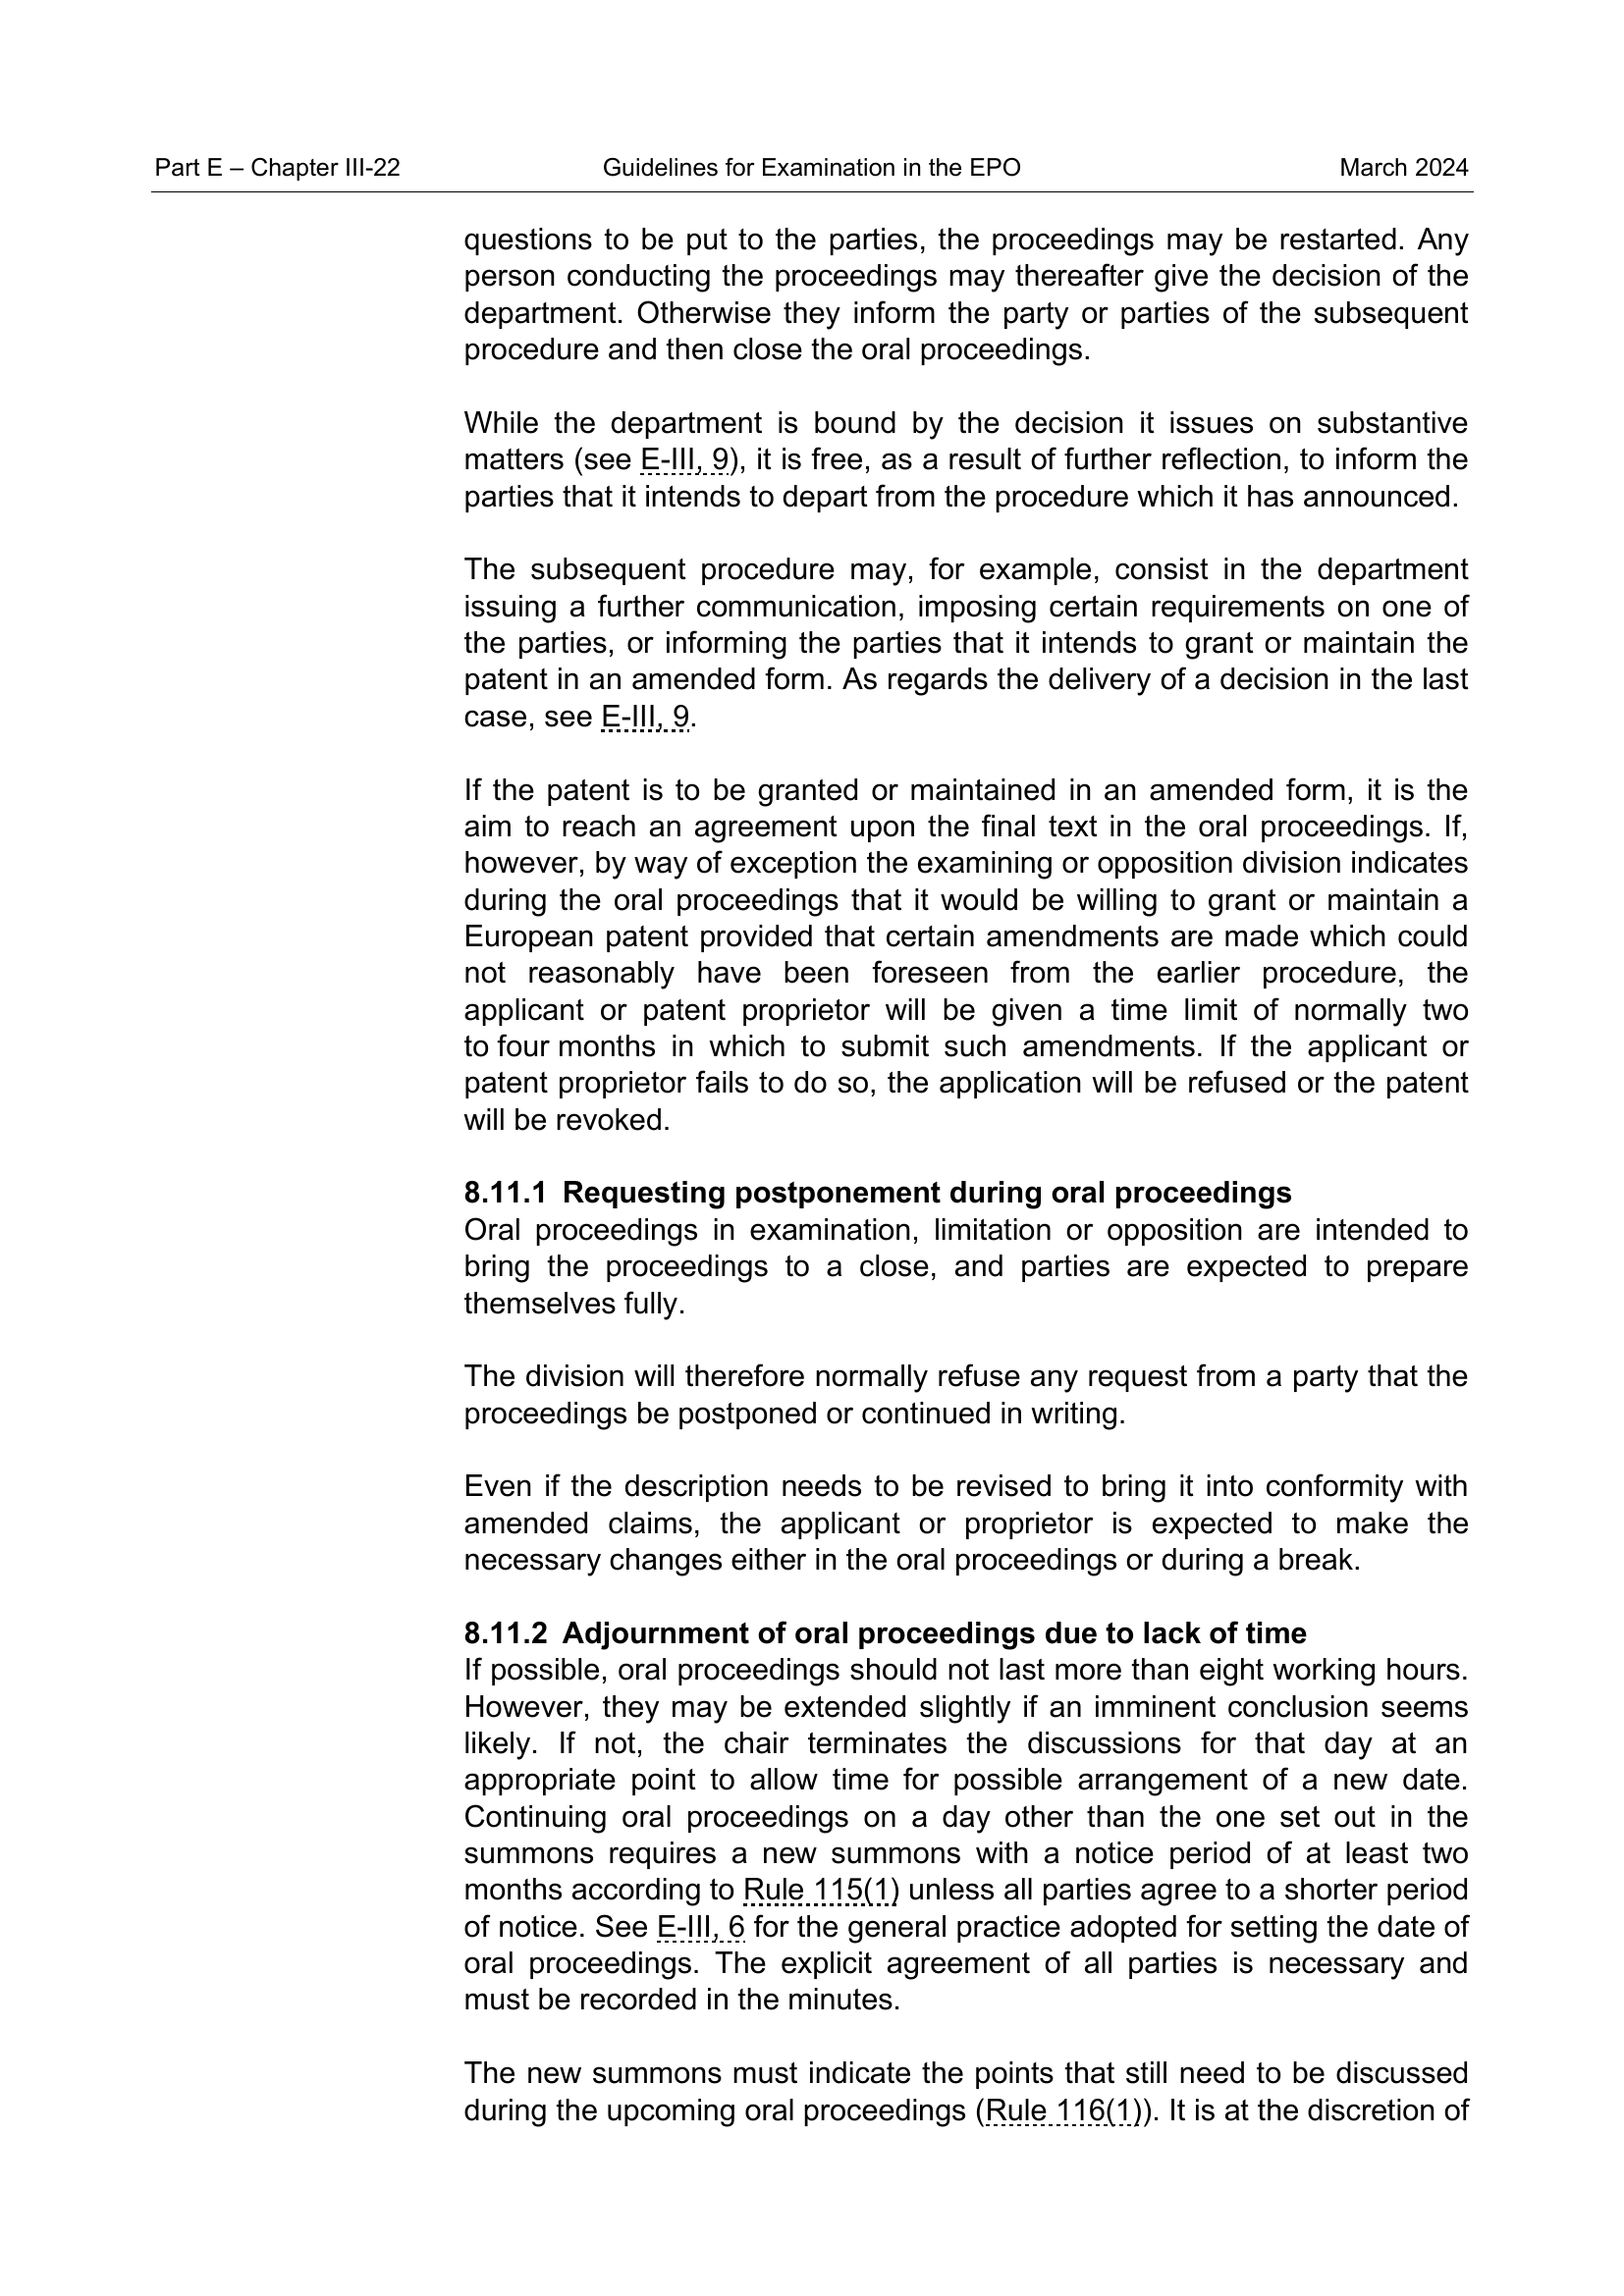 Part E – Chapter III-22 Guidelines for Examination in the EPO March 2024
questions to be put to the parties, the proceedings may be restarted. Any
person conducting the proceedings may thereafter give the decision of the
department. Otherwise they inform the party or parties of the subsequent
procedure and then close the oral proceedings.
While the department is bound by the decision it issues on substantive
matters (see E-III, 9), it is free, as a result of further reflection, to inform the
parties that it intends to depart from the procedure which it has announced.
The subsequent procedure may, for example, consist in the department
issuing a further communication, imposing certain requirements on one of
the parties, or informing the parties that it intends to grant or maintain the
patent in an amended form. As regards the delivery of a decision in the last
case, see E-III, 9.
If the patent is to be granted or maintained in an amended form, it is the
aim to reach an agreement upon the final text in the oral proceedings. If,
however, by way of exception the examining or opposition division indicates
during the oral proceedings that it would be willing to grant or maintain a
European patent provided that certain amendments are made which could
not reasonably have been foreseen from the earlier procedure, the
applicant or patent proprietor will be given a time limit of normally two
to four months in which to submit such amendments. If the applicant or
patent proprietor fails to do so, the application will be refused or the patent
will be revoked.
8.11.1 Requesting postponement during oral proceedings
Oral proceedings in examination, limitation or opposition are intended to
bring the proceedings to a close, and parties are expected to prepare
themselves fully.
The division will therefore normally refuse any request from a party that the
proceedings be postponed or continued in writing.
Even if the description needs to be revised to bring it into conformity with
amended claims, the applicant or proprietor is expected to make the
necessary changes either in the oral proceedings or during a break.
8.11.2 Adjournment of oral proceedings due to lack of time
If possible, oral proceedings should not last more than eight working hours.
However, they may be extended slightly if an imminent conclusion seems
likely. If not, the chair terminates the discussions for that day at an
appropriate point to allow time for possible arrangement of a new date.
Continuing oral proceedings on a day other than the one set out in the
summons requires a new summons with a notice period of at least two
months according to Rule 115(1) unless all parties agree to a shorter period
of notice. See E-III, 6 for the general practice adopted for setting the date of
oral proceedings. The explicit agreement of all parties is necessary and
must be recorded in the minutes.
The new summons must indicate the points that still need to be discussed
during the upcoming oral proceedings (Rule 116(1)). It is at the discretion of